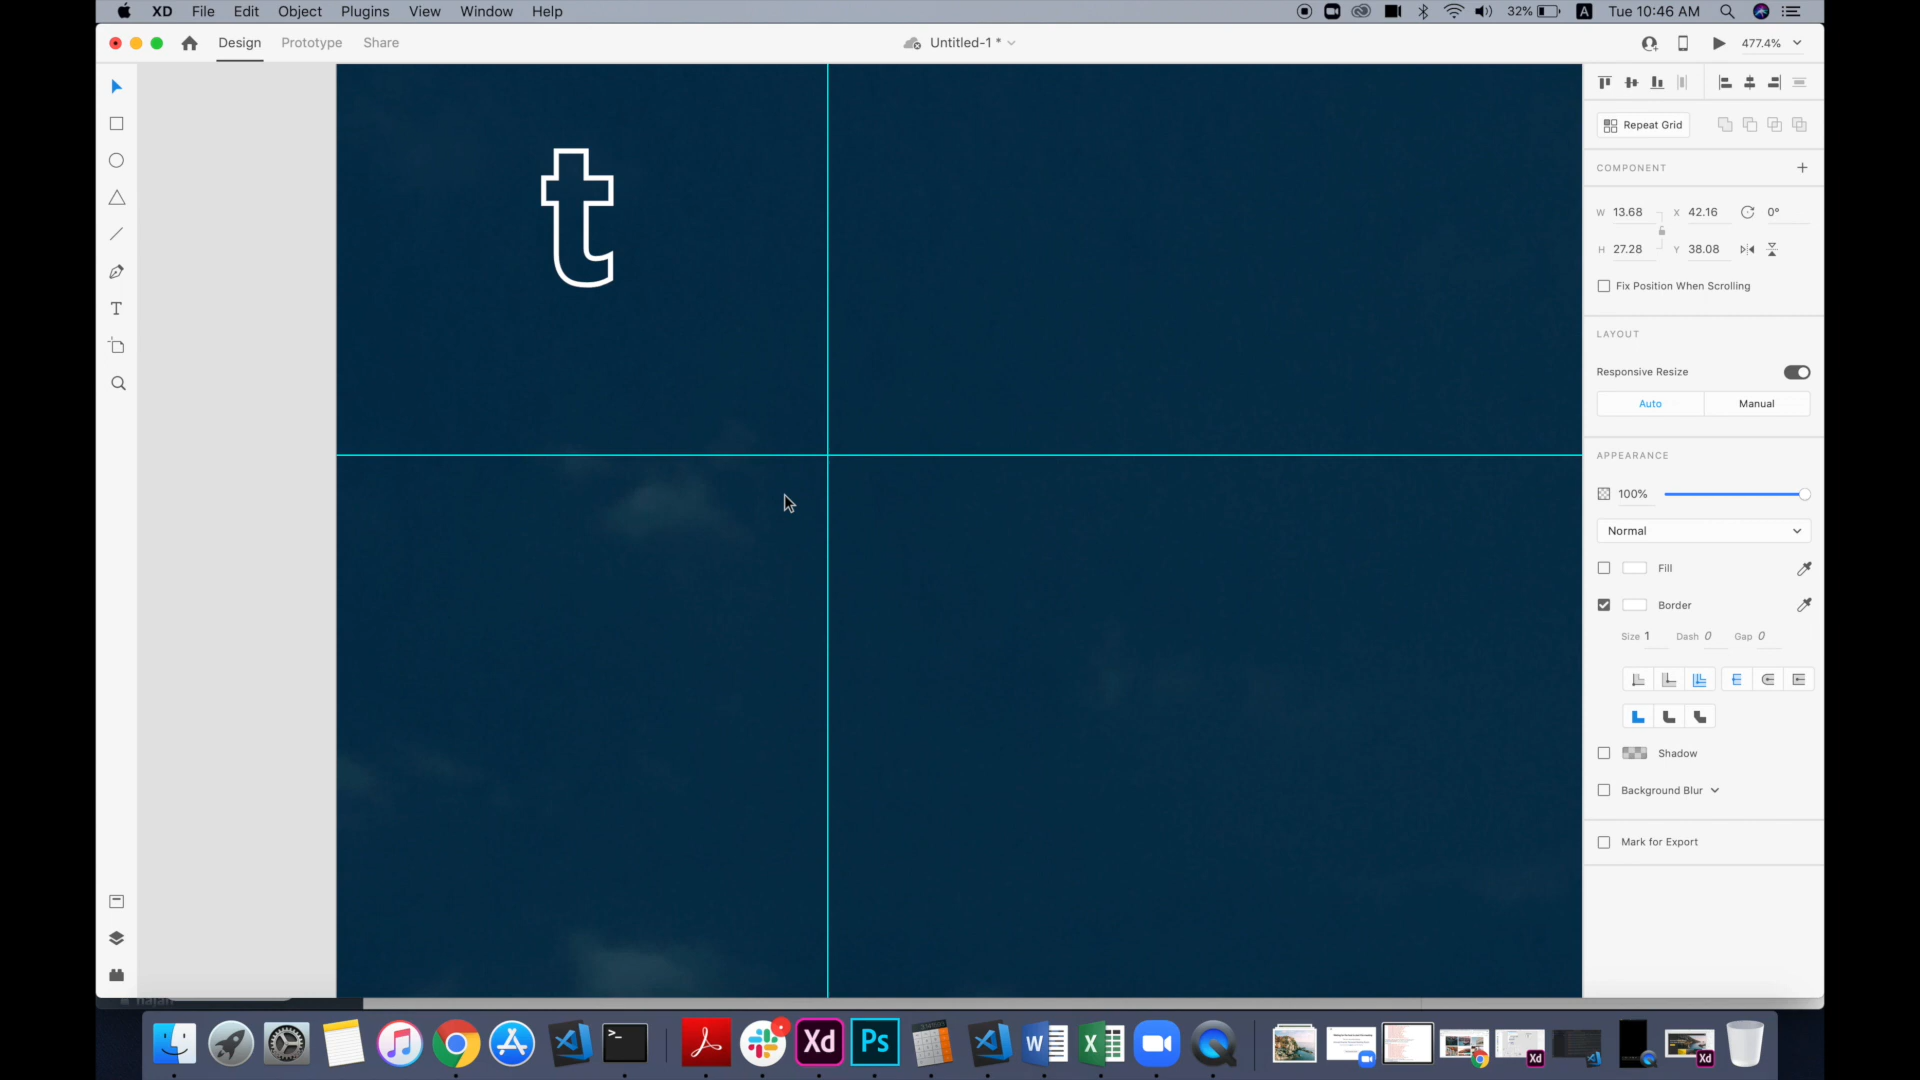 XD File Edit Object Plugins View Window Help 32% A Tue 10:46 AM
Design Prototype Share Untitled-1 * 477.4%
t
Repeat Grid
COMPONENT +
W 13.68 X 42.16 0°
H 27.28 Y 38.08
Fix Position When Scrolling
LAYOUT
Responsive Resize
Auto Manual
APPEARANCE
100%
Normal
Fill
Border
Size 1 Dash 0 Gap 0
Shadow
Background Blur
Mark for Export
T
Xd Ps W X Xd Xd